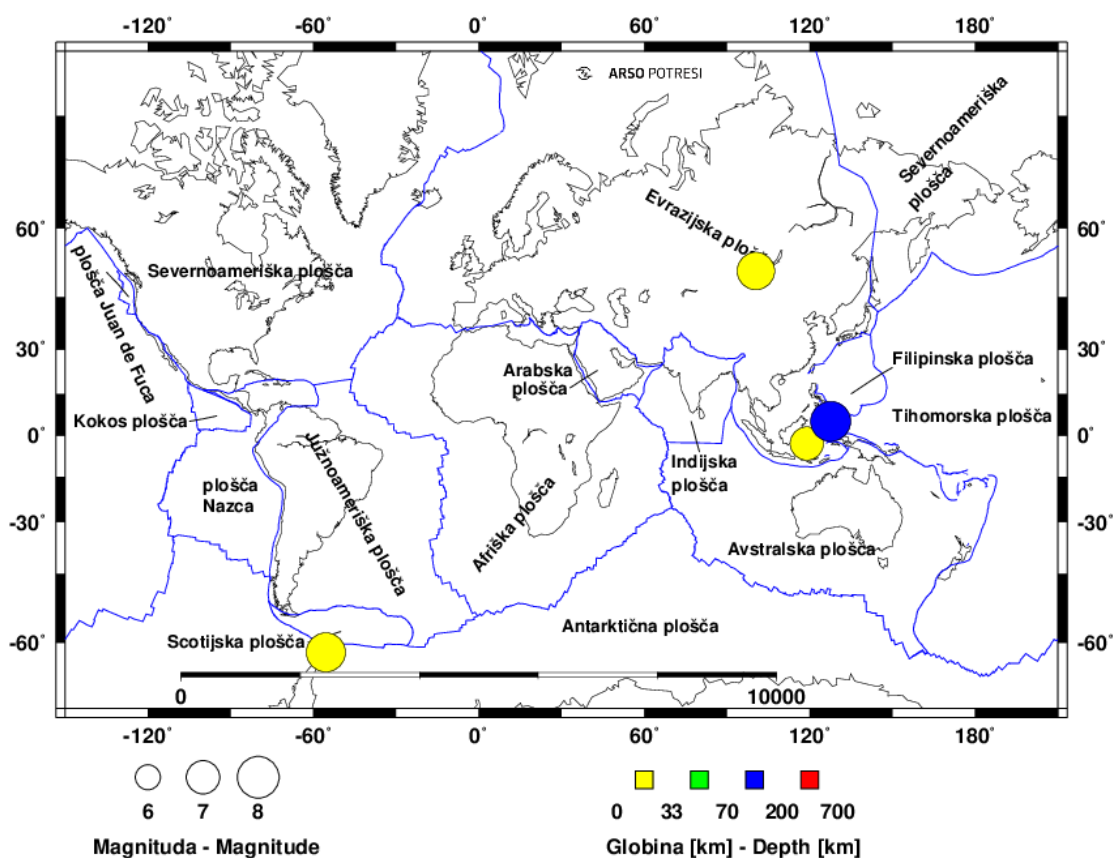 -120° -60° 0° 60° 120° 180°
ARSO POTRESI
Severnoameriška
plošča
Evrazijska plošč
60° 60°
plošča Juan de Fuca
Severnoameriška plošča
30° 30°
Arabska
plošča
Filipinska plošča
Kokos plošča
Tihomorska plošča
0° 0°
Južnoameriška plošča
Indijska
plošča
plošča
Nazca
Afriška plošča
-30° -30°
Avstralska plošča
Antarktična plošča
Scotijska plošča
-60° -60°
0 10000
-120° -60° 0° 60° 120° 180°
6 7 8
0 33 70 200 700
Magnituda - Magnitude
Globina [km] - Depth [km]